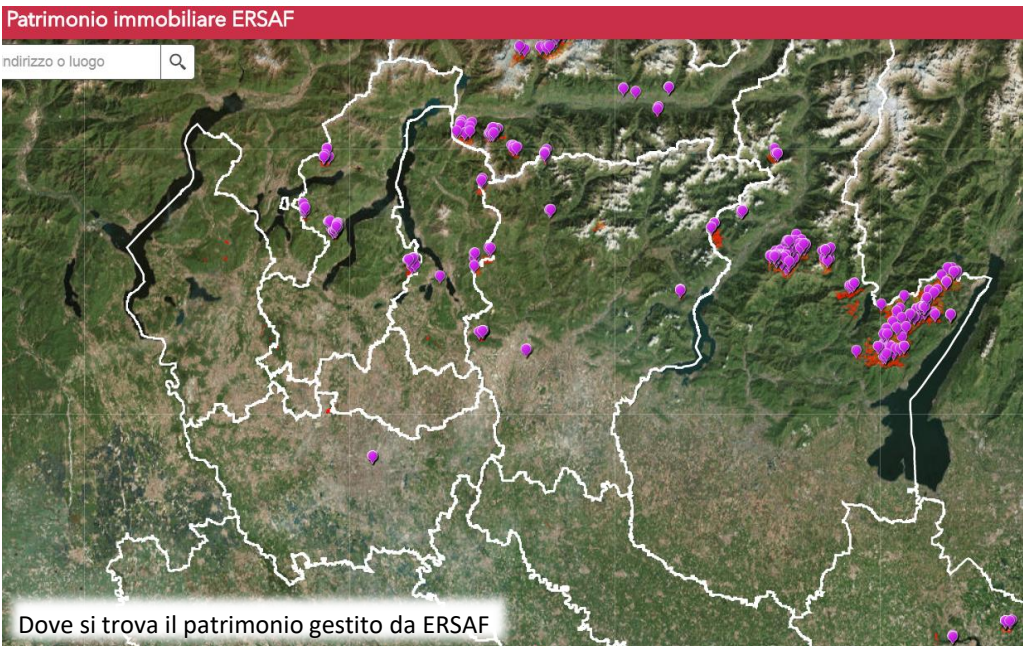 Patrimonio immobiliare ERSAF
ndirizzo o luogo
Dove si trova il patrimonio gestito da ERSAF